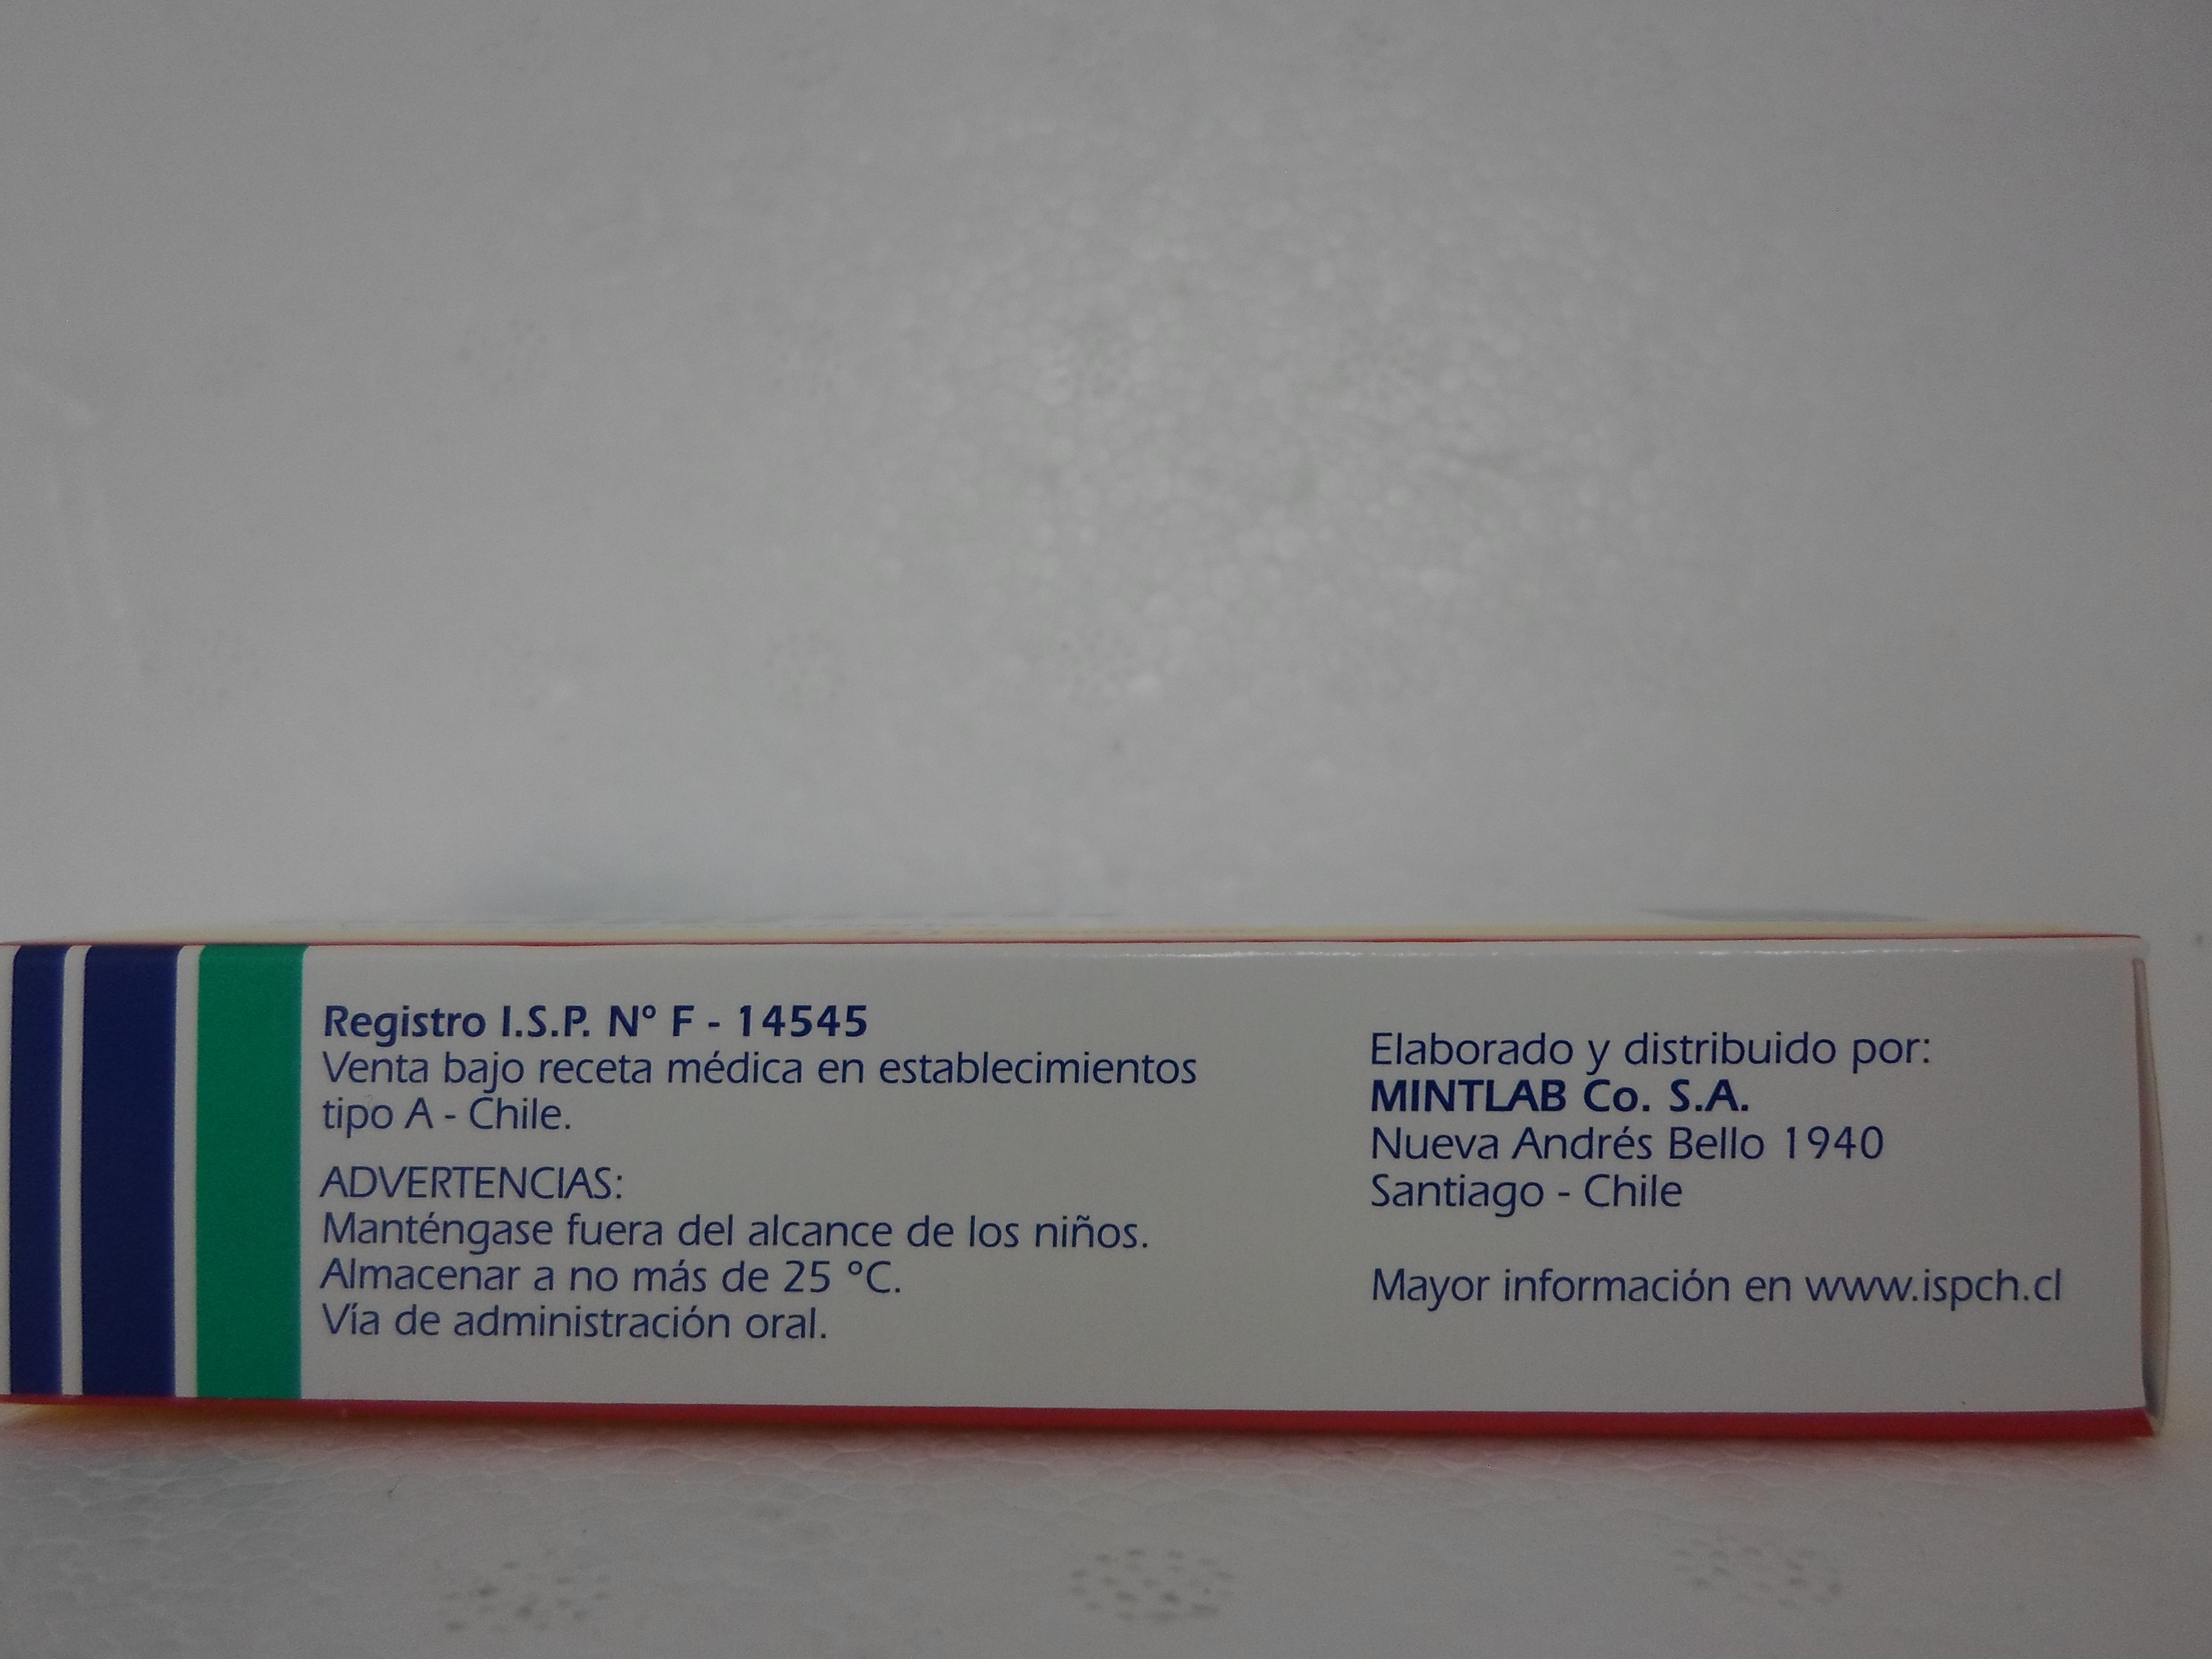 Registro I.S.P. N° F - 14545
Venta bajo receta médica en establecimientos
tipo A - Chile.
ADVERTENCIAS:
Manténgase fuera del alcance de los niños.
Almacenar a no más de 25 °C.
Vía de administración oral.
Elaborado y distribuido por:
MINTLAB Co. S.A.
Nueva Andrés Bello 1940
Santiago - Chile
Mayor información en www.ispch.cl